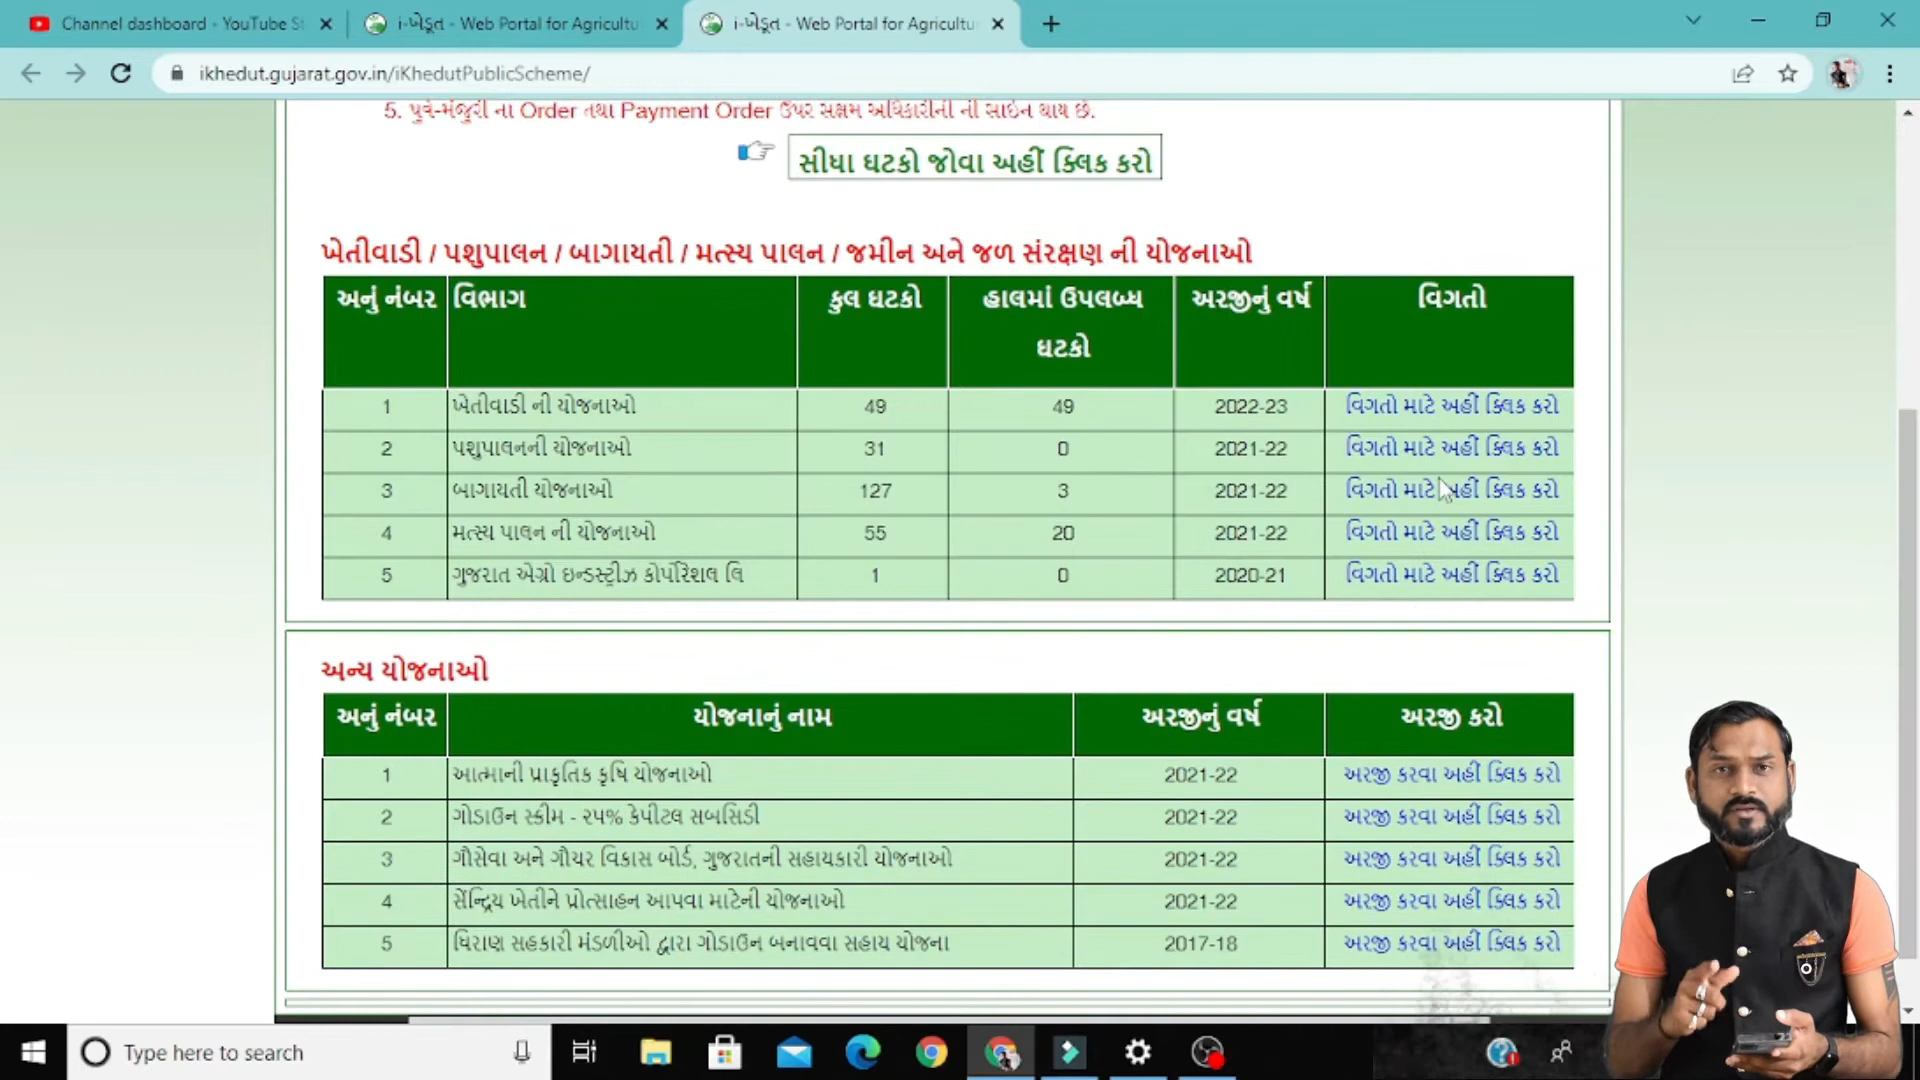 Channel dashboard - YouTube St
i-ખેડૂત - Web Portal for Agricultu
i-ખેડૂત - Web Portal for Agricultu
ikhedut.gujarat.gov.in/iKhedutPublicScheme/
5. પુર્વ-મંજુરી ના Order તથા Payment Order ઉપર સક્ષમ અધિકારીની ની સાઇન થાય છે.
સીધા ઘટકો જોવા અહીં ક્લિક કરો
ખેતીવાડી / પશુપાલન / બાગાયતી / મત્સ્ય પાલન / જમીન અને જળ સંરક્ષણ ની યોજનાઓ
અનું નંબર વિભાગ કુલ ઘટકો હાલમાં ઉપલબ્ધ ઘટકો અરજીનું વર્ષ વિગતો
1 ખેતીવાડી ની યોજનાઓ 49 49 2022-23 વિગતો માટે અહીં ક્લિક કરો
2 પશુપાલનની યોજનાઓ 31 0 2021-22 વિગતો માટે અહીં ક્લિક કરો
3 બાગાયતી યોજનાઓ 127 3 2021-22 વિગતો માટે અહીં ક્લિક કરો
4 મત્સ્ય પાલન ની યોજનાઓ 55 20 2021-22 વિગતો માટે અહીં ક્લિક કરો
5 ગુજરાત એગ્રો ઇન્ડસ્ટ્રીઝ કોર્પોરેશલ લિ 1 0 2020-21 વિગતો માટે અહીં ક્લિક કરો
અન્ય યોજનાઓ
અનું નંબર યોજનાનું નામ અરજીનું વર્ષ અરજી કરો
1 આત્માની પ્રાકૃતિક કૃષિ યોજનાઓ 2021-22 અરજી કરવા અહીં ક્લિક કરો
2 ગોડાઉન સ્કીમ - ૨૫% કેપીટલ સબસિડી 2021-22 અરજી કરવા અહીં ક્લિક કરો
3 ગૌસેવા અને ગૌચર વિકાસ બોર્ડ, ગુજરાતની સહાયકારી યોજનાઓ 2021-22 અરજી કરવા અહીં ક્લિક કરો
4 સેંન્દ્રિય ખેતીને પ્રોત્સાહન આપવા માટેની યોજનાઓ 2021-22 અરજી કરવા અહીં ક્લિક કરો
5 ધિરાણ સહકારી મંડળીઓ દ્વારા ગોડાઉન બનાવવા સહાય યોજના 2017-18 અરજી કરવા અહીં ક્લિક કરો
Type here to search